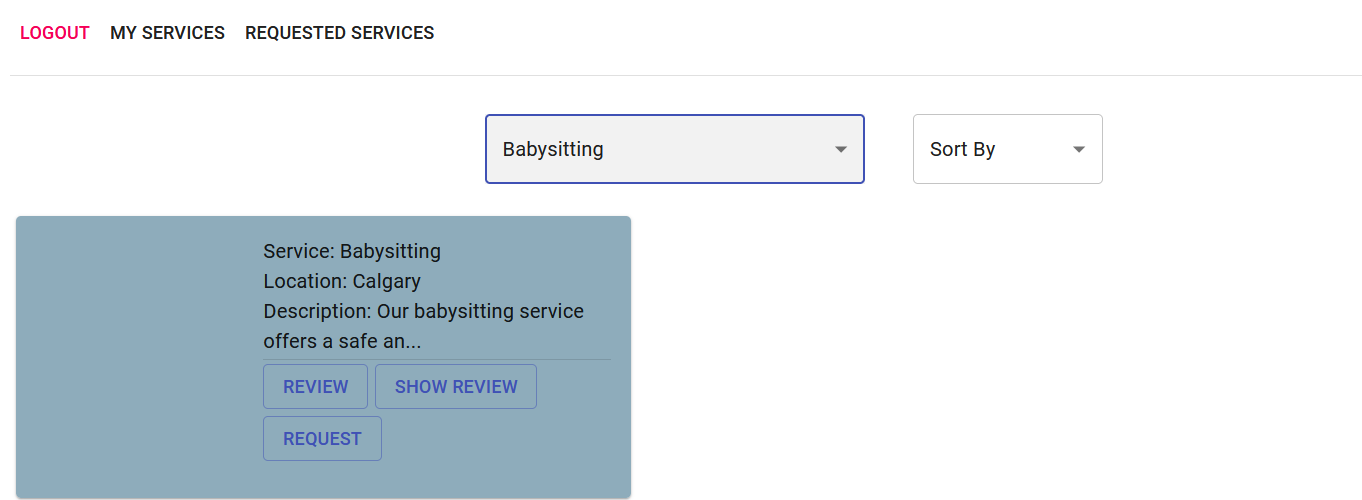 LOGOUT MY SERVICES REQUESTED SERVICES
Babysitting Sort By
Service: Babysitting
Location: Calgary
Description: Our babysitting service
offers a safe an...
REVIEW SHOW REVIEW
REQUEST